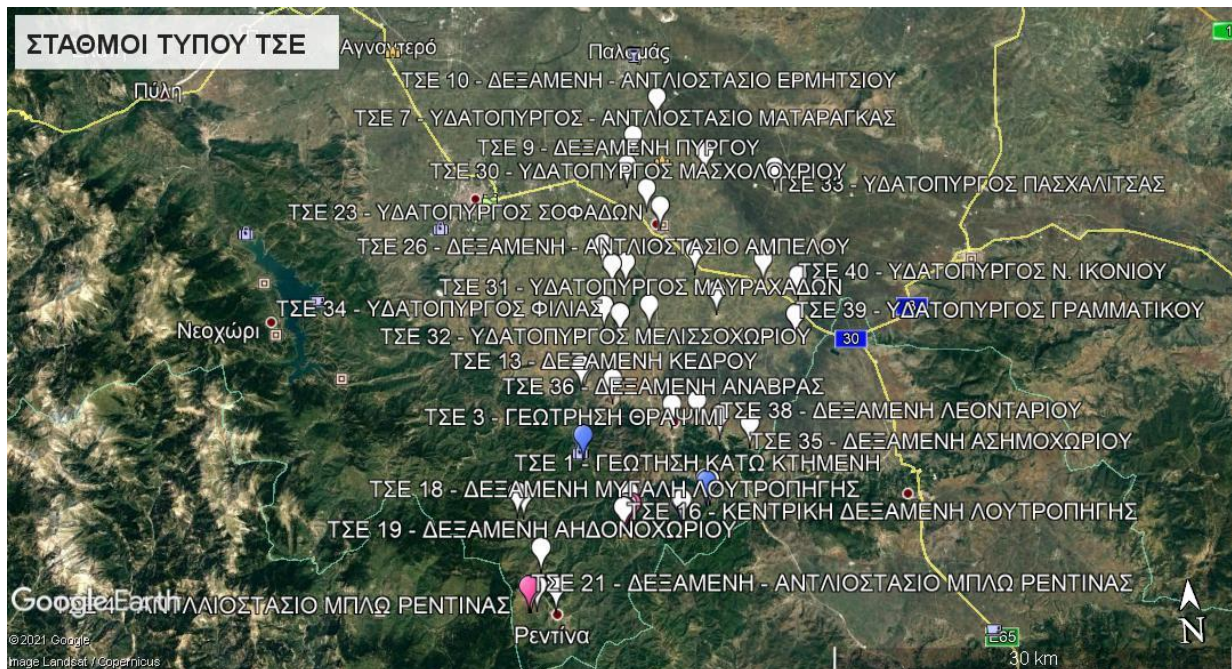 ΣΤΑΘΜΟΙ ΤΥΠΟΥ ΤΣΕ
Αγναντερό
Παλαμάς
Πύλη
ΤΣΕ 10 - ΔΕΞΑΜΕΝΗ - ΑΝΤΛΙΟΣΤΑΣΙΟ ΕΡΜΗΤΣΙΟΥ
ΤΣΕ 7 - ΥΔΑΤΟΠΥΡΓΟΣ - ΑΝΤΛΙΟΣΤΑΣΙΟ ΜΑΤΑΡΑΓΚΑΣ
ΤΣΕ 9 - ΔΕΞΑΜΕΝΗ ΠΥΡΓΟΥ
ΤΣΕ 30 - ΥΔΑΤΟΠΥΡΓΟΣ ΜΑΣΧΟΛΟΥΡΙΟΥ
ΤΣΕ 33 - ΥΔΑΤΟΠΥΡΓΟΣ ΠΑΣΧΑΛΙΤΣΑΣ
ΤΣΕ 23 - ΥΔΑΤΟΠΥΡΓΟΣ ΣΟΦΑΔΩΝ
ΤΣΕ 26 - ΔΕΞΑΜΕΝΗ - ΑΝΤΛΙΟΣΤΑΣΙΟ ΑΜΠΕΛΟΥ
ΤΣΕ 40 - ΥΔΑΤΟΠΥΡΓΟΣ Ν. ΙΚΟΝΙΟΥ
ΤΣΕ 31 - ΥΔΑΤΟΠΥΡΓΟΣ ΜΑΥΡΑΧΑΔΩΝ
ΤΣΕ 34 - ΥΔΑΤΟΠΥΡΓΟΣ ΦΙΛΙΑΣ
ΤΣΕ 39 - ΥΔΑΤΟΠΥΡΓΟΣ ΓΡΑΜΜΑΤΙΚΟΥ
Νεοχώρι
ΤΣΕ 32 - ΥΔΑΤΟΠΥΡΓΟΣ ΜΕΛΙΣΣΟΧΩΡΙΟΥ
30
ΤΣΕ 13 - ΔΕΞΑΜΕΝΗ ΚΕΔΡΟΥ
ΤΣΕ 36 - ΔΕΞΑΜΕΝΗ ΑΝΑΒΡΑΣ
ΤΣΕ 3 - ΓΕΩΤΡΗΣΗ ΘΡΑΨΙΜΙ
ΤΣΕ 38 - ΔΕΞΑΜΕΝΗ ΛΕΟΝΤΑΡΙΟΥ
ΤΣΕ 35 - ΔΕΞΑΜΕΝΗ ΑΣΗΜΟΧΩΡΙΟΥ
ΤΣΕ 1 - ΓΕΩΤΗΣΗ ΚΑΤΩ ΚΤΗΜΕΝΗ
ΤΣΕ 18 - ΔΕΞΑΜΕΝΗ ΜΥΓΑΛΗ ΛΟΥΤΡΟΠΗΓΗΣ
ΤΣΕ 16 - ΚΕΝΤΡΙΚΗ ΔΕΞΑΜΕΝΗ ΛΟΥΤΡΟΠΗΓΗΣ
ΤΣΕ 19 - ΔΕΞΑΜΕΝΗ ΑΗΔΟΝΟΧΩΡΙΟΥ
ΤΣΕ 21 - ΔΕΞΑΜΕΝΗ - ΑΝΤΛΙΟΣΤΑΣΙΟ ΜΠΛΩ ΡΕΝΤΙΝΑΣ
Google Earth
ΜΠΛΩ ΡΕΝΤΙΝΑΣ
Ρεντίνα
©2021 Google
Image Landsat / Copernicus
E65
N
30 km